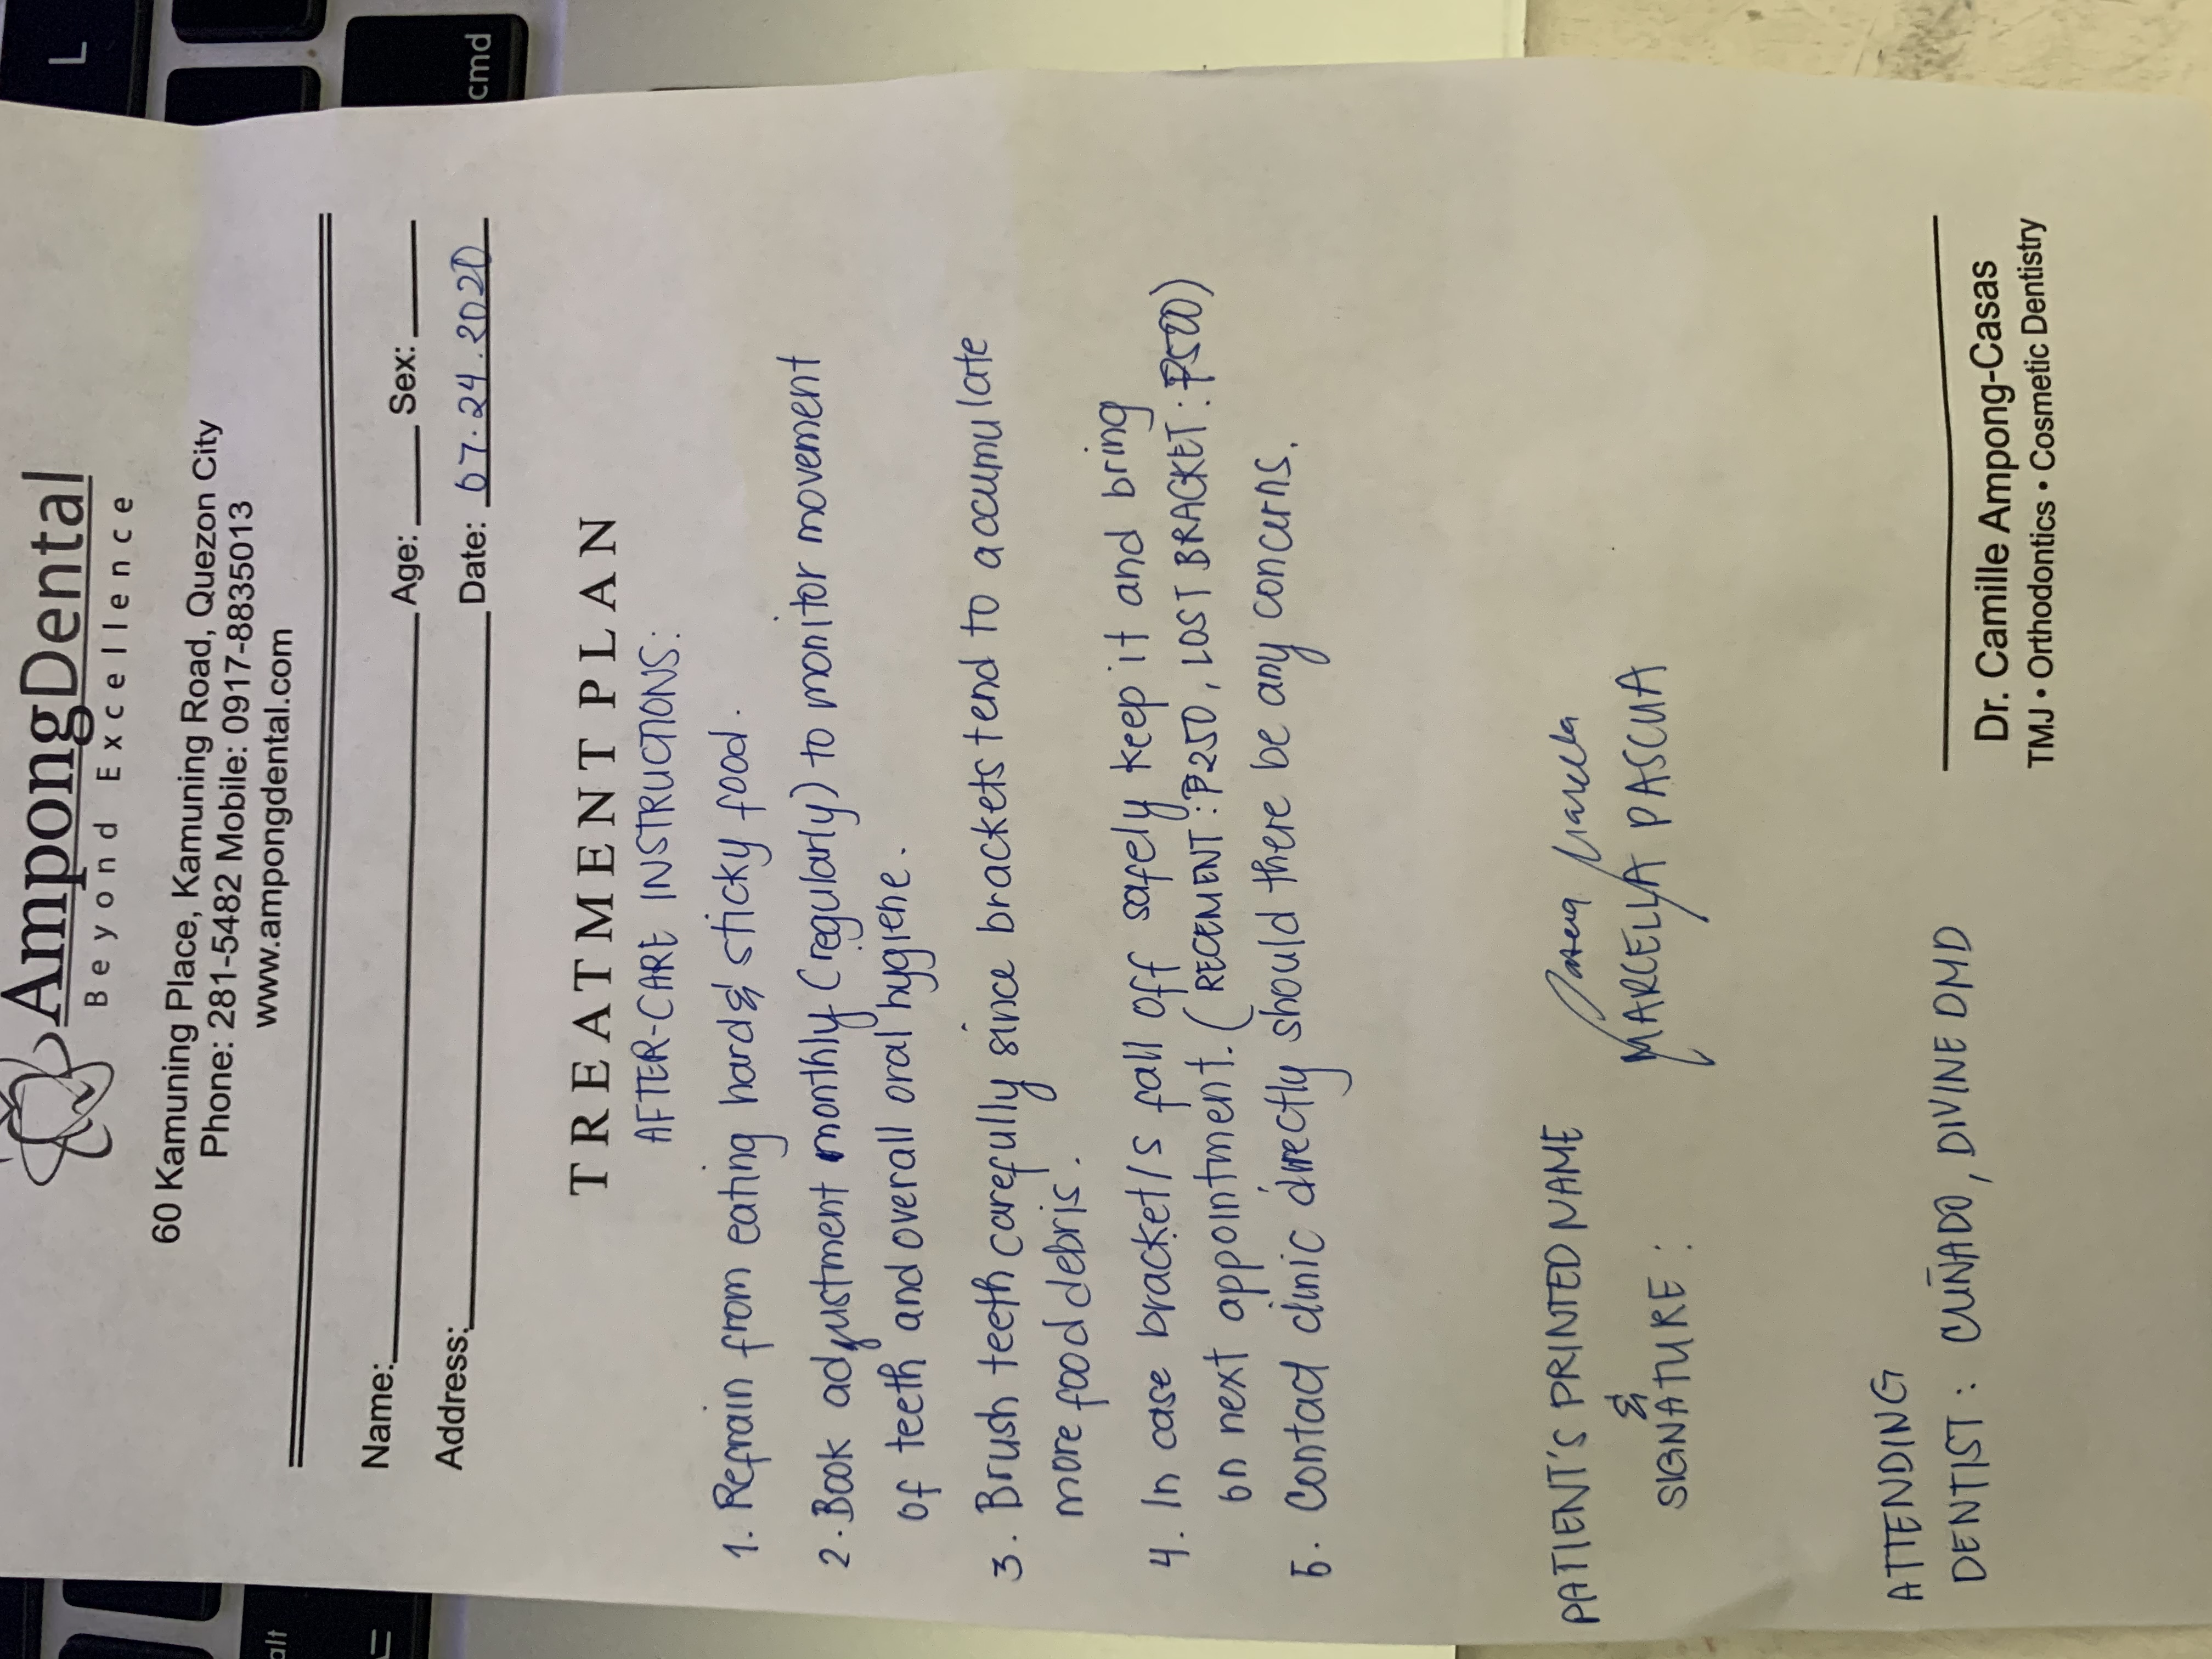 AmpongDental
Beyond Excellence
60 Kamuning Place, Kamuning Road, Quezon City
Phone: 281-5482 Mobile: 0917-8835013
www.ampongdental.com
Name: Age: Sex:
Address: Date: 07.24.2020
TREATMENT PLAN
AFTER-CARE INSTRUCTIONS:
1. Refrain from eating hard & sticky food.
2. Book adjustment monthly (regularly) to monitor movement
of teeth and overall oral hygiene.
3. Brush teeth carefully since brackets tend to accumulate
more food debris.
4. In case bracket/s fall off safely keep it and bring
on next appointment. (RECEMENT: ₱250, LOST BRACKET: ₱500)
5. Contact clinic directly should there be any concerns.
PATIENT'S PRINTED NAME
&
SIGNATURE: MARCELLA PASCUA
ATTENDING
DENTIST: CUÑADO, DIVINE DMD
Dr. Camille Ampong-Casas
TMJ • Orthodontics • Cosmetic Dentistry
alt
L
cmd